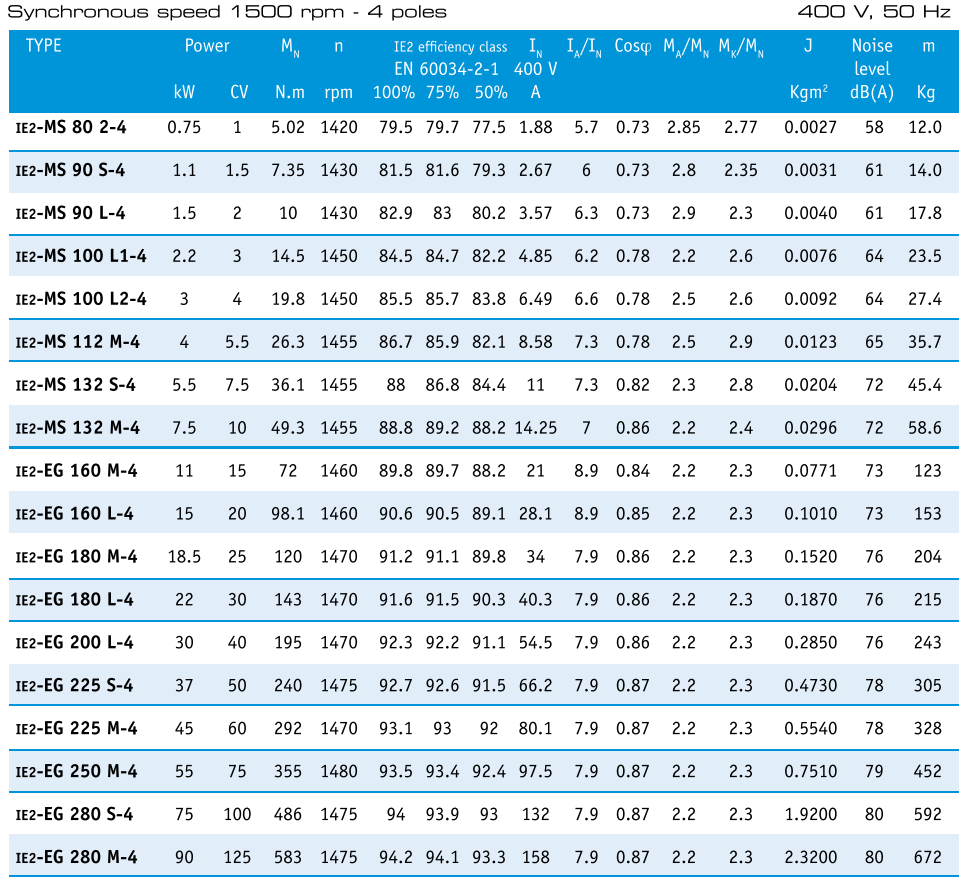 Synchronous speed 1500 rpm - 4 poles 400 V, 50 Hz
TYPE Power MN n IE2 efficiency class IN IA/IN Cosφ MA/MN MK/MN J Noise m
EN 60034-2-1 400 V level
kW CV N.m rpm 100% 75% 50% A Kgm² dB(A) Kg
IE2-MS 80 2-4 0.75 1 5.02 1420 79.5 79.7 77.5 1.88 5.7 0.73 2.85 2.77 0.0027 58 12.0
IE2-MS 90 S-4 1.1 1.5 7.35 1430 81.5 81.6 79.3 2.67 6 0.73 2.8 2.35 0.0031 61 14.0
IE2-MS 90 L-4 1.5 2 10 1430 82.9 83 80.2 3.57 6.3 0.73 2.9 2.3 0.0040 61 17.8
IE2-MS 100 L1-4 2.2 3 14.5 1450 84.5 84.7 82.2 4.85 6.2 0.78 2.2 2.6 0.0076 64 23.5
IE2-MS 100 L2-4 3 4 19.8 1450 85.5 85.7 83.8 6.49 6.6 0.78 2.5 2.6 0.0092 64 27.4
IE2-MS 112 M-4 4 5.5 26.3 1455 86.7 85.9 82.1 8.58 7.3 0.78 2.5 2.9 0.0123 65 35.7
IE2-MS 132 S-4 5.5 7.5 36.1 1455 88 86.8 84.4 11 7.3 0.82 2.3 2.8 0.0204 72 45.4
IE2-MS 132 M-4 7.5 10 49.3 1455 88.8 89.2 88.2 14.25 7 0.86 2.2 2.4 0.0296 72 58.6
IE2-EG 160 M-4 11 15 72 1460 89.8 89.7 88.2 21 8.9 0.84 2.2 2.3 0.0771 73 123
IE2-EG 160 L-4 15 20 98.1 1460 90.6 90.5 89.1 28.1 8.9 0.85 2.2 2.3 0.1010 73 153
IE2-EG 180 M-4 18.5 25 120 1470 91.2 91.1 89.8 34 7.9 0.86 2.2 2.3 0.1520 76 204
IE2-EG 180 L-4 22 30 143 1470 91.6 91.5 90.3 40.3 7.9 0.86 2.2 2.3 0.1870 76 215
IE2-EG 200 L-4 30 40 195 1470 92.3 92.2 91.1 54.5 7.9 0.86 2.2 2.3 0.2850 76 243
IE2-EG 225 S-4 37 50 240 1475 92.7 92.6 91.5 66.2 7.9 0.87 2.2 2.3 0.4730 78 305
IE2-EG 225 M-4 45 60 292 1470 93.1 93 92 80.1 7.9 0.87 2.2 2.3 0.5540 78 328
IE2-EG 250 M-4 55 75 355 1480 93.5 93.4 92.4 97.5 7.9 0.87 2.2 2.3 0.7510 79 452
IE2-EG 280 S-4 75 100 486 1475 94 93.9 93 132 7.9 0.87 2.2 2.3 1.9200 80 592
IE2-EG 280 M-4 90 125 583 1475 94.2 94.1 93.3 158 7.9 0.87 2.2 2.3 2.3200 80 672